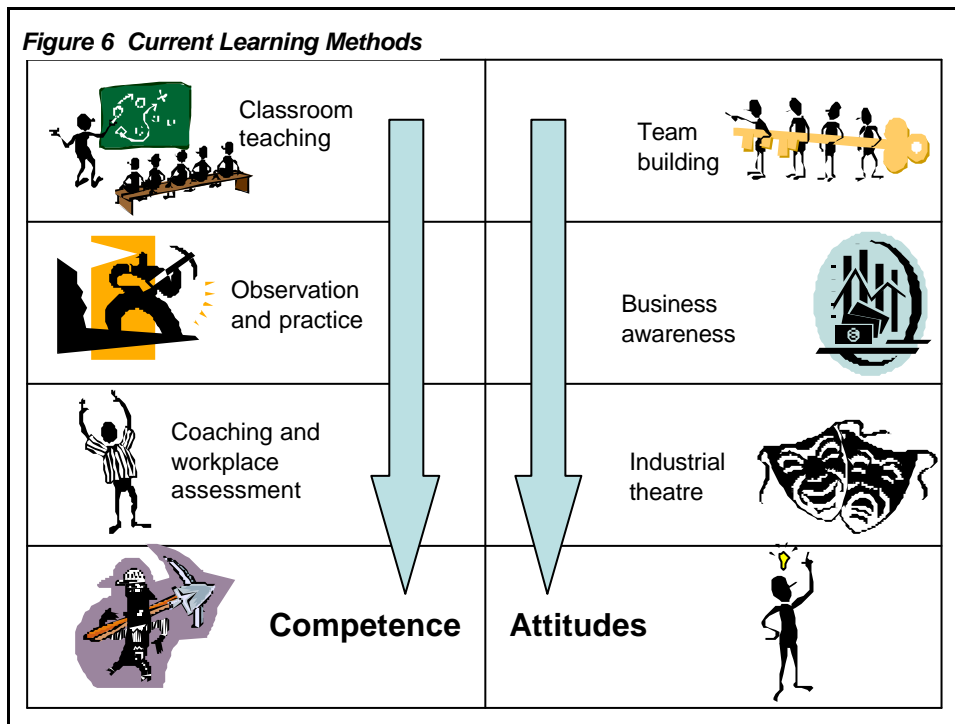 Figure 6 Current Learning Methods
Classroom
teaching
Team
building
Observation
and practice
Business
awareness
Coaching and
workplace
assessment
Industrial
theatre
Competence
Attitudes